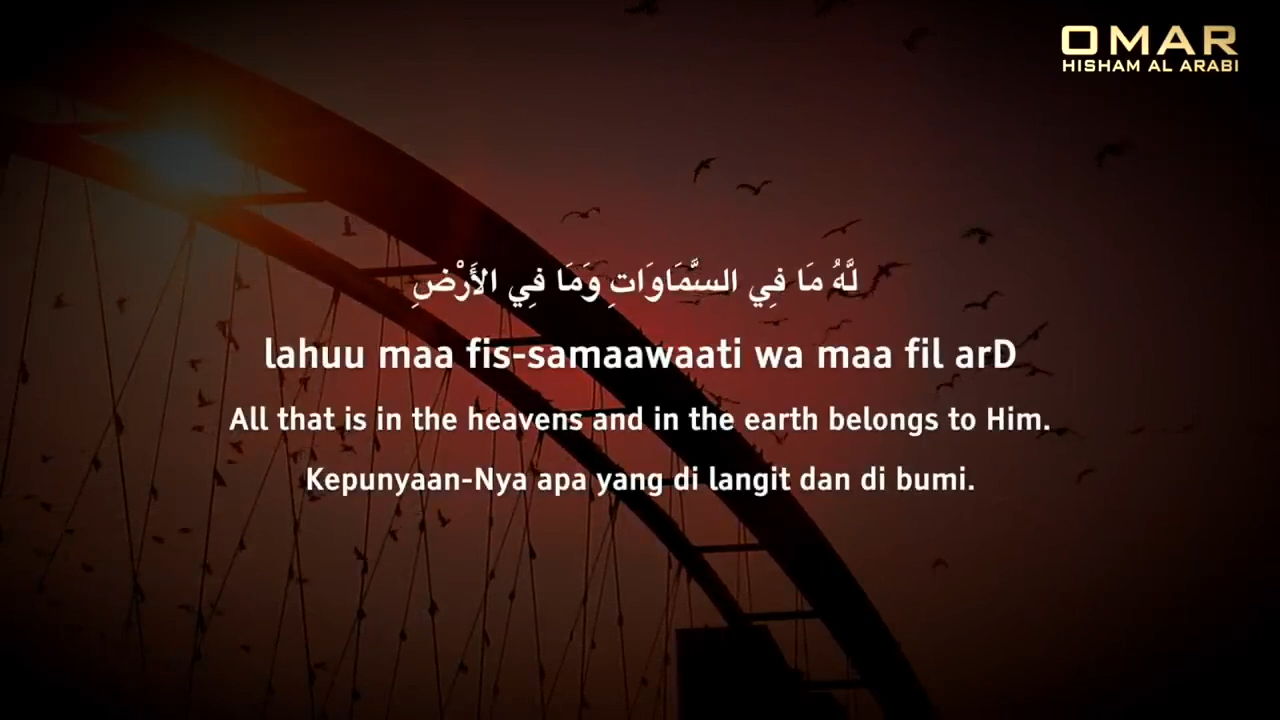 OMAR
HISHAM AL ARABI
لَّهُ مَا فِي السَّمَاوَاتِ وَمَا فِي الأَرْضِ
lahuu maa fis-samaawaati wa maa fil arD
All that is in the heavens and in the earth belongs to Him.
Kepunyaan-Nya apa yang di langit dan di bumi.